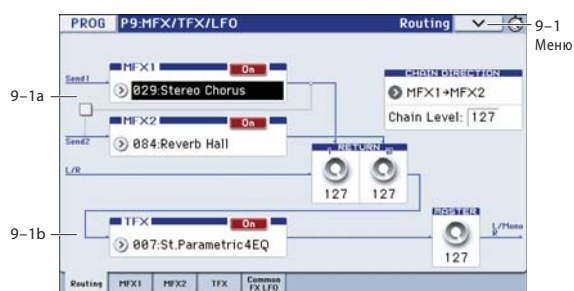 PROG P9:MFX/TFX/LFO Routing
9–1
Меню
MFX1 On
Send1
029:Stereo Chorus
CHAIN DIRECTION
MFX1→MFX2
Chain Level: 127
9–1a
MFX2 On
Send2
084:Reverb Hall
RETURN
1 2
L/R
127 127
MASTER
L/Mono
R
127
9–1b
TFX On
007:St.Parametric4EQ
Routing MFX1 MFX2 TFX Common FX LFO